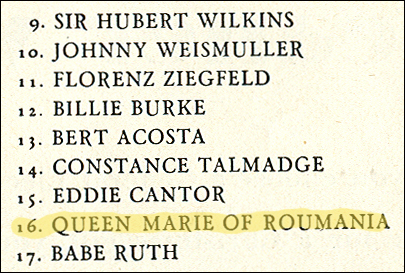 9. SIR HUBERT WILKINS
10. JOHNNY WEISMULLER
11. FLORENZ ZIEGFELD
12. BILLIE BURKE
13. BERT ACOSTA
14. CONSTANCE TALMADGE
15. EDDIE CANTOR
16. QUEEN MARIE OF ROUMANIA
17. BABE RUTH